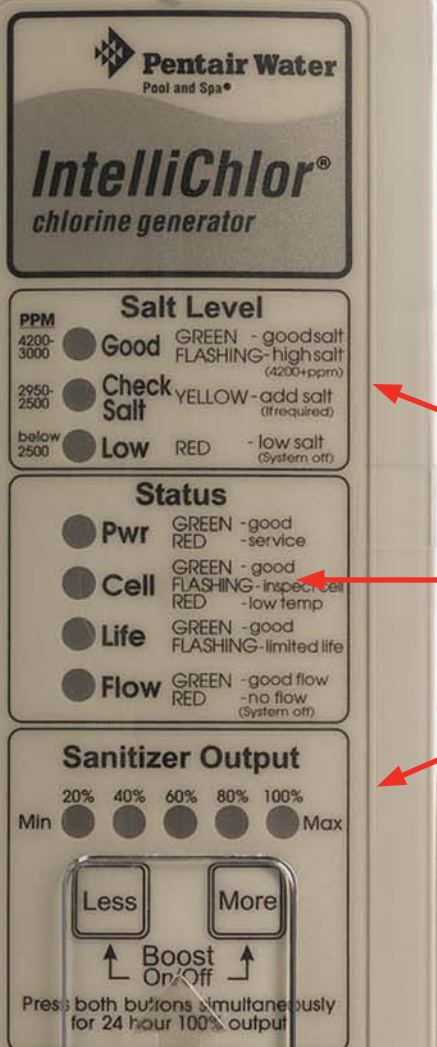 Pentair Water
Pool and Spa®
IntelliChlor®
chlorine generator
Salt Level
PPM
4200-
3000
Good
GREEN - good salt
FLASHING - high salt
(4200+ppm)
2950-
2500
Check
Salt
YELLOW - add salt
(If required)
below
2500
Low
RED - low salt
(System off)
Status
Pwr
GREEN - good
RED - service
Cell
GREEN - good
FLASHING - inspect cell
RED - low temp
Life
GREEN - good
FLASHING - limited life
Flow
GREEN - good flow
RED - no flow
(System off)
Sanitizer Output
20% 40% 60% 80% 100%
Min Max
Less More
Boost
On/Off
Press both buttons simultaneously
for 24 hour 100% output